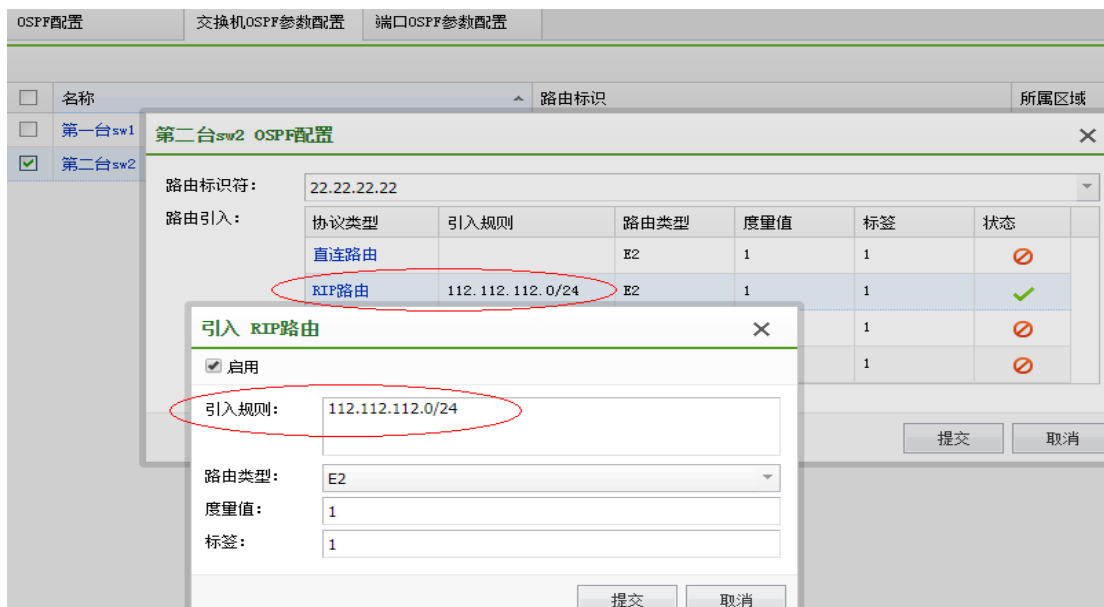 OSPF配置 交换机OSPF参数配置 端口OSPF参数配置
名称 路由标识 所属区域
第一台sw1
第二台sw2
第二台sw2 OSPF配置
路由标识符: 22.22.22.22
路由引入: 协议类型 引入规则 路由类型 度量值 标签 状态
直连路由 E2 1 1
RIP路由 112.112.112.0/24 E2 1 1
1
1
提交 取消
引入 RIP路由
启用
引入规则: 112.112.112.0/24
路由类型: E2
度量值: 1
标签: 1
提交 取消